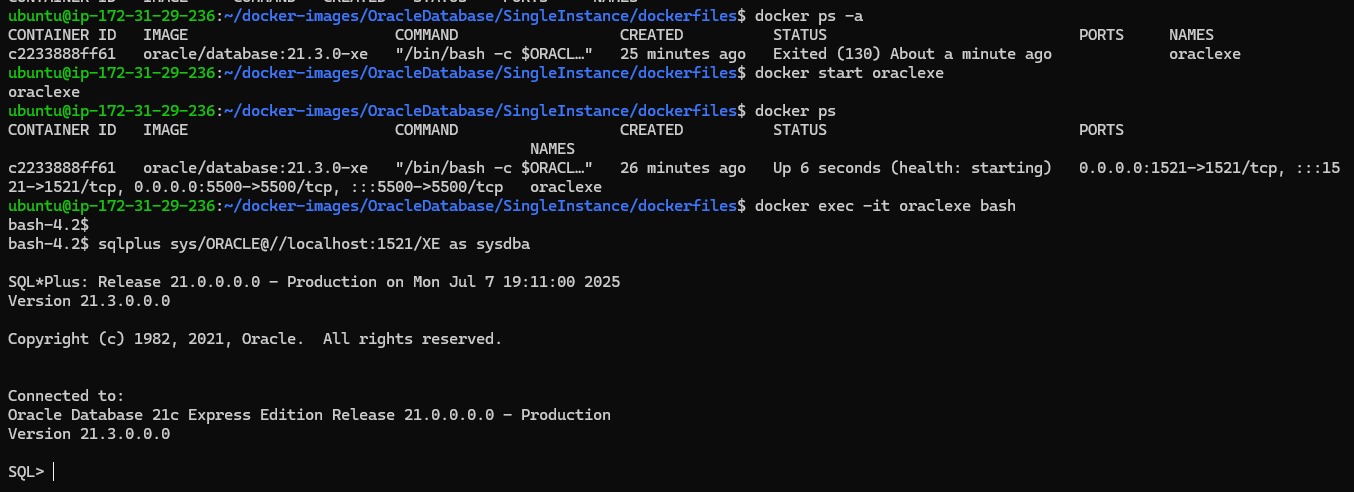 ubuntu@ip-172-31-29-236:~/docker-images/OracleDatabase/SingleInstance/dockerfiles$ docker ps -a
CONTAINER ID   IMAGE                        COMMAND                  CREATED          STATUS                            PORTS     NAMES
c2233888ff61   oracle/database:21.3.0-xe   "/bin/bash -c $ORACL…"   25 minutes ago   Exited (130) About a minute ago             oraclexe
ubuntu@ip-172-31-29-236:~/docker-images/OracleDatabase/SingleInstance/dockerfiles$ docker start oraclexe
oraclexe
ubuntu@ip-172-31-29-236:~/docker-images/OracleDatabase/SingleInstance/dockerfiles$ docker ps
CONTAINER ID   IMAGE                        COMMAND                  CREATED          STATUS                            PORTS
NAMES
c2233888ff61   oracle/database:21.3.0-xe   "/bin/bash -c $ORACL…"   26 minutes ago   Up 6 seconds (health: starting)   0.0.0.0:1521->1521/tcp, :::15
21->1521/tcp, 0.0.0.0:5500->5500/tcp, :::5500->5500/tcp   oraclexe
ubuntu@ip-172-31-29-236:~/docker-images/OracleDatabase/SingleInstance/dockerfiles$ docker exec -it oraclexe bash
bash-4.2$
bash-4.2$ sqlplus sys/ORACLE@//localhost:1521/XE as sysdba
SQL*Plus: Release 21.0.0.0.0 - Production on Mon Jul 7 19:11:00 2025
Version 21.3.0.0.0
Copyright (c) 1982, 2021, Oracle.  All rights reserved.
Connected to:
Oracle Database 21c Express Edition Release 21.0.0.0.0 - Production
Version 21.3.0.0.0
SQL>